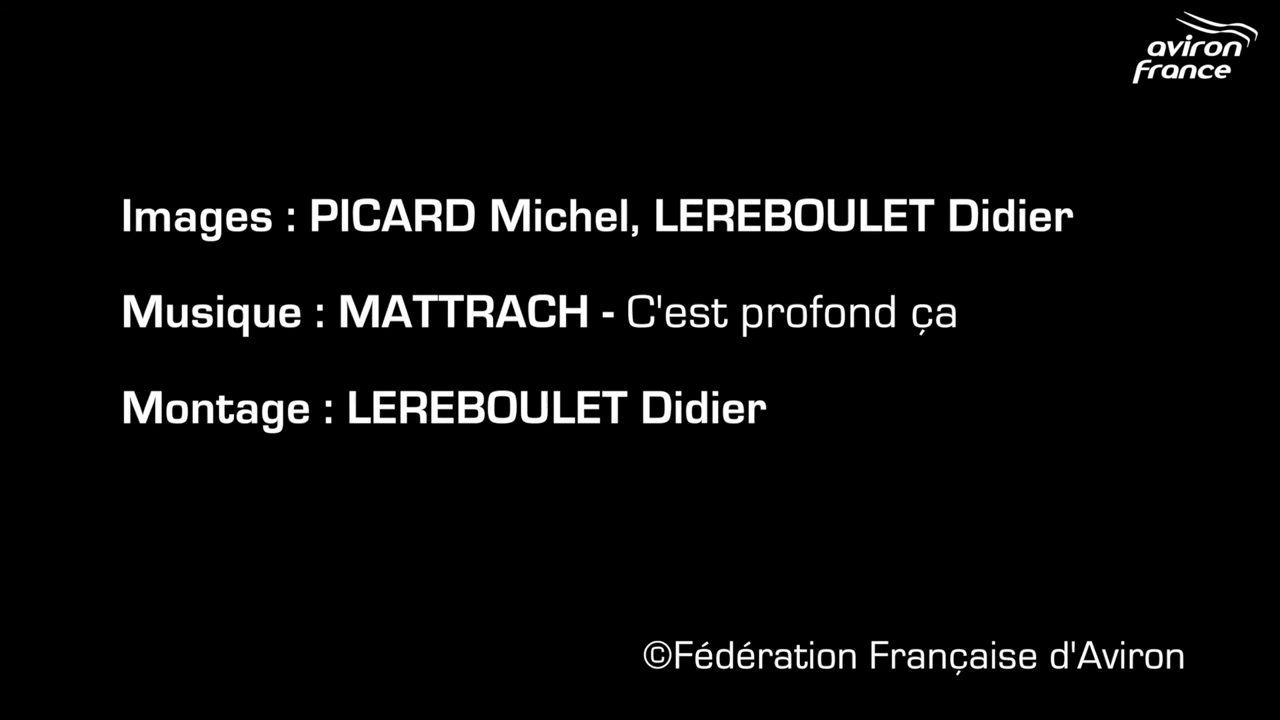 aviron
france
Images : PICARD Michel, LEREBOULET Didier
Musique : MATTRACH - C'est profond ça
Montage : LEREBOULET Didier
©Fédération Française d'Aviron